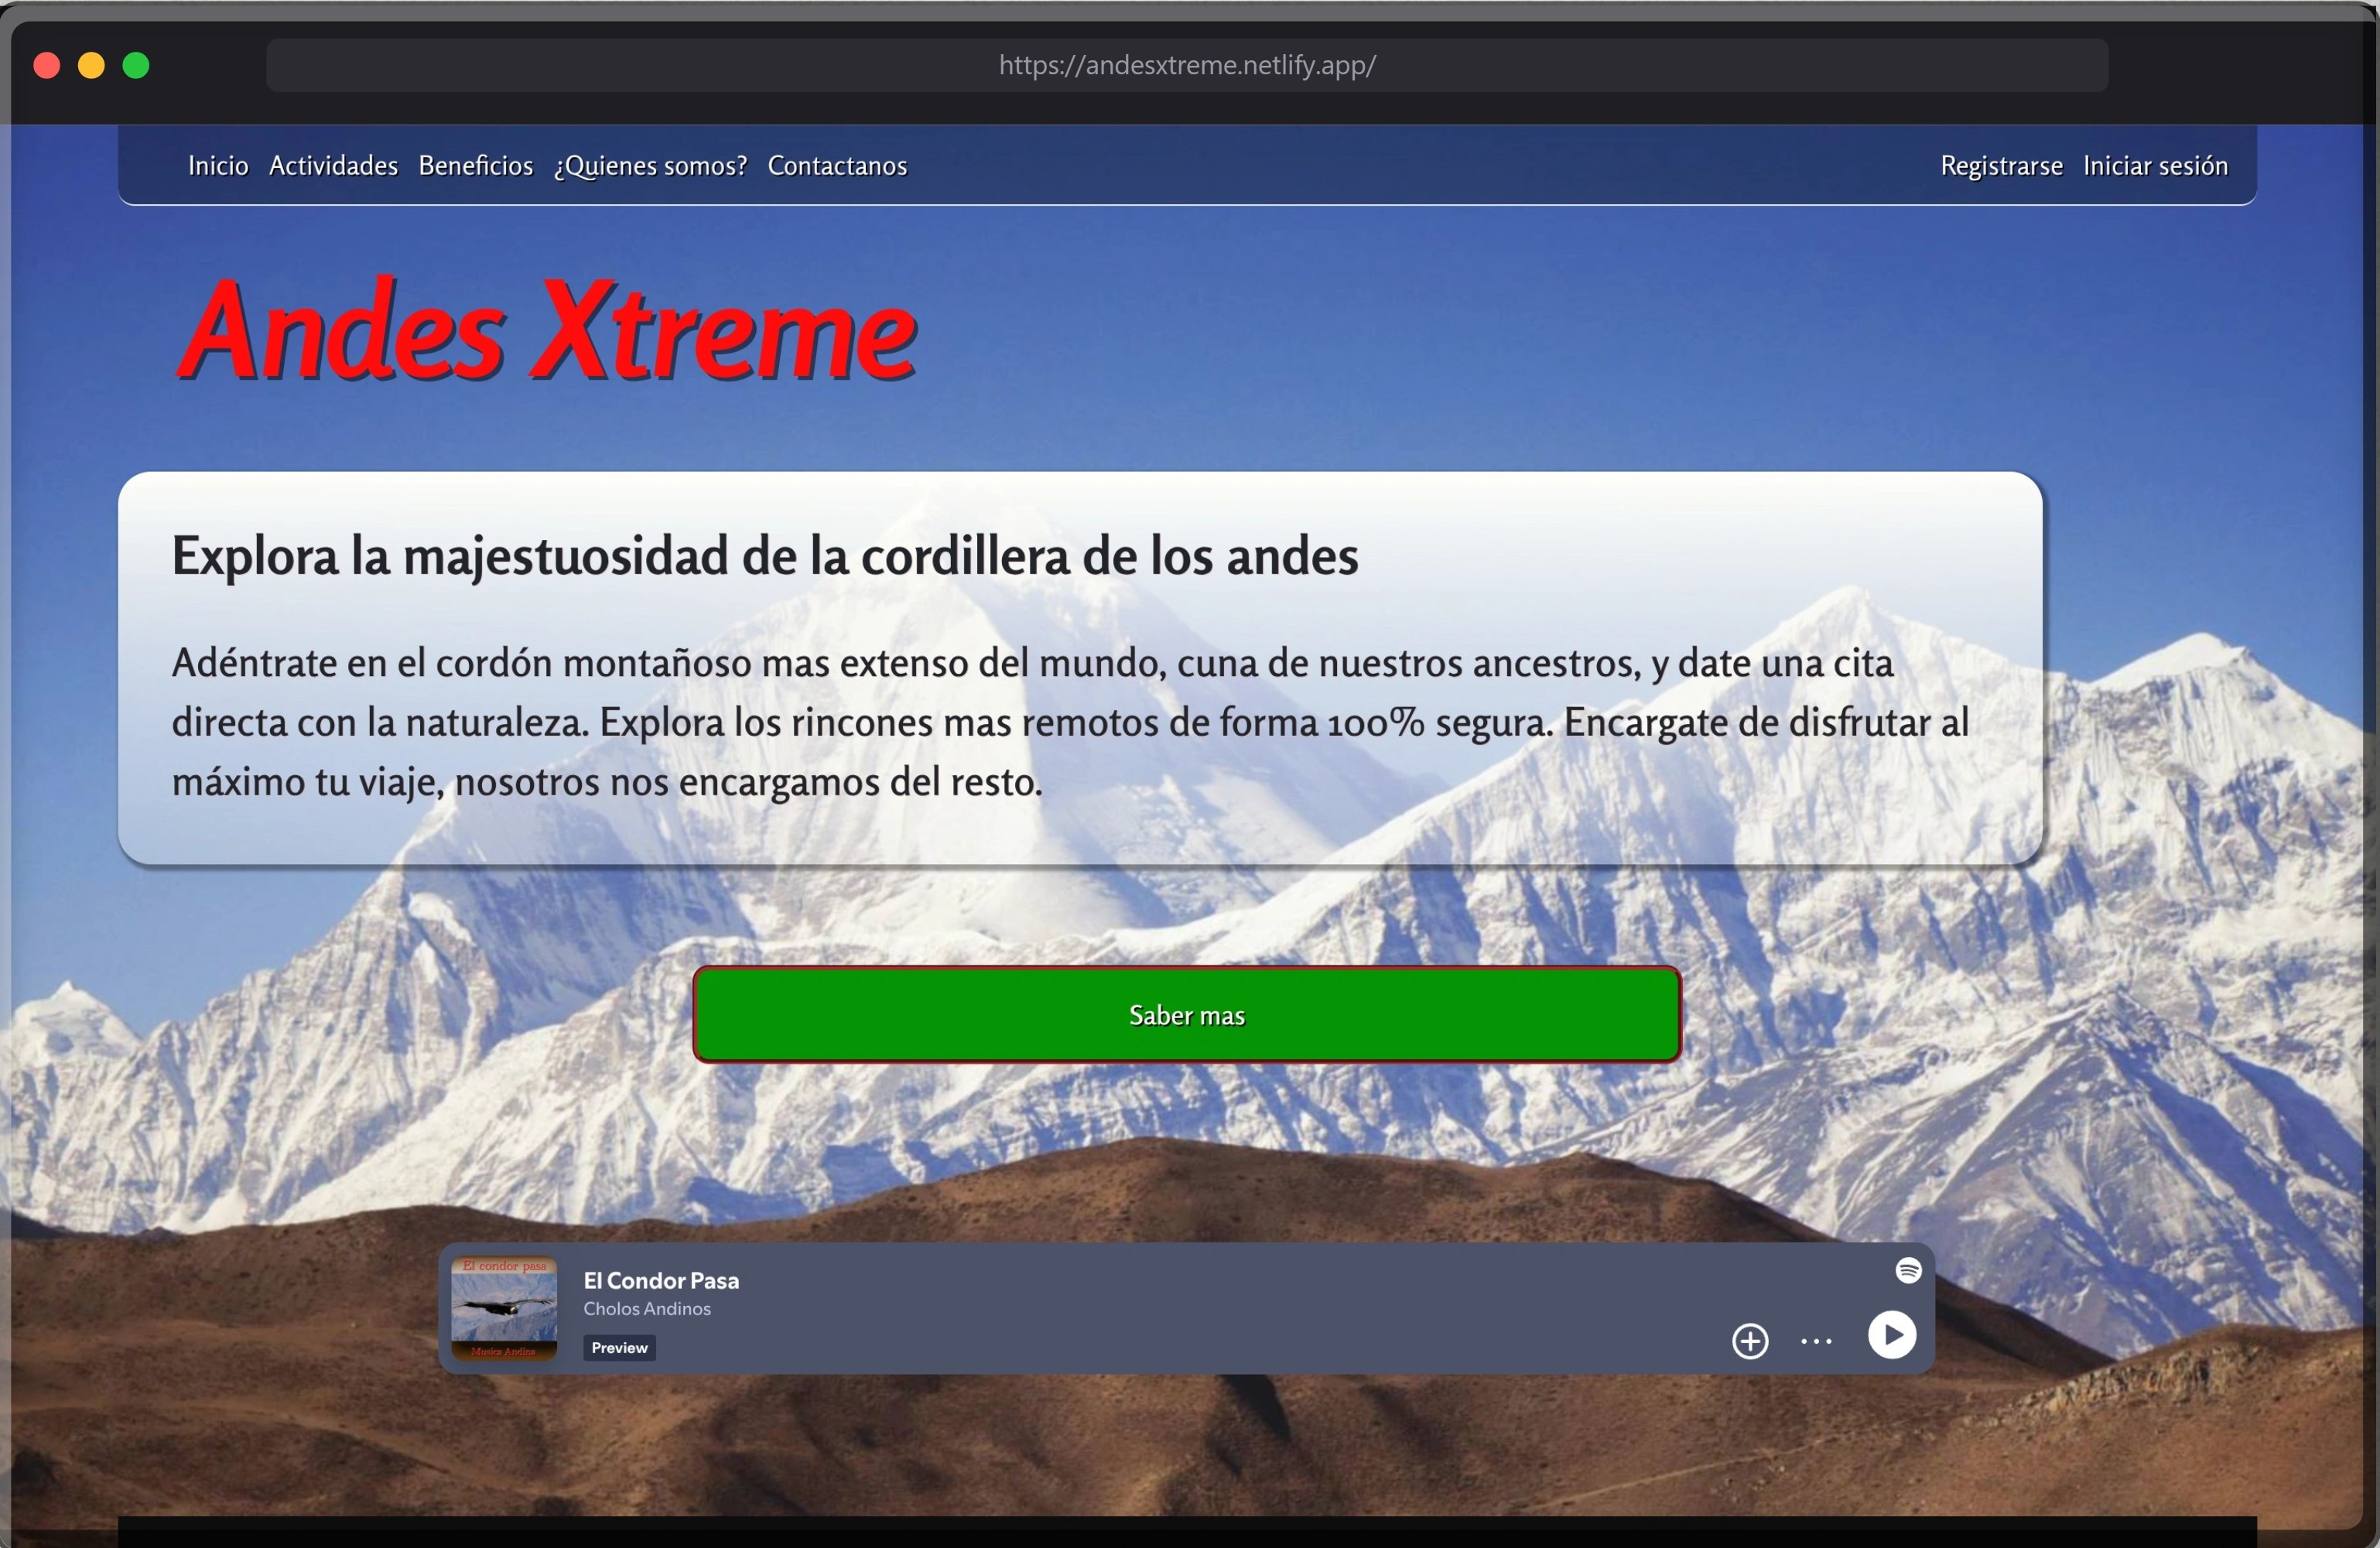 https://andesxtreme.netlify.app/
Inicio Actividades Beneficios ¿Quienes somos? Contactanos Registrarse Iniciar sesión
Andes Xtreme
Explora la majestuosidad de la cordillera de los andes
Adéntrate en el cordón montañoso mas extenso del mundo, cuna de nuestros ancestros, y date una cita
directa con la naturaleza. Explora los rincones mas remotos de forma 100% segura. Encargate de disfrutar al
máximo tu viaje, nosotros nos encargamos del resto.
Saber mas
El condor pasa
Musica Andina
El Condor Pasa
Cholos Andinos
Preview